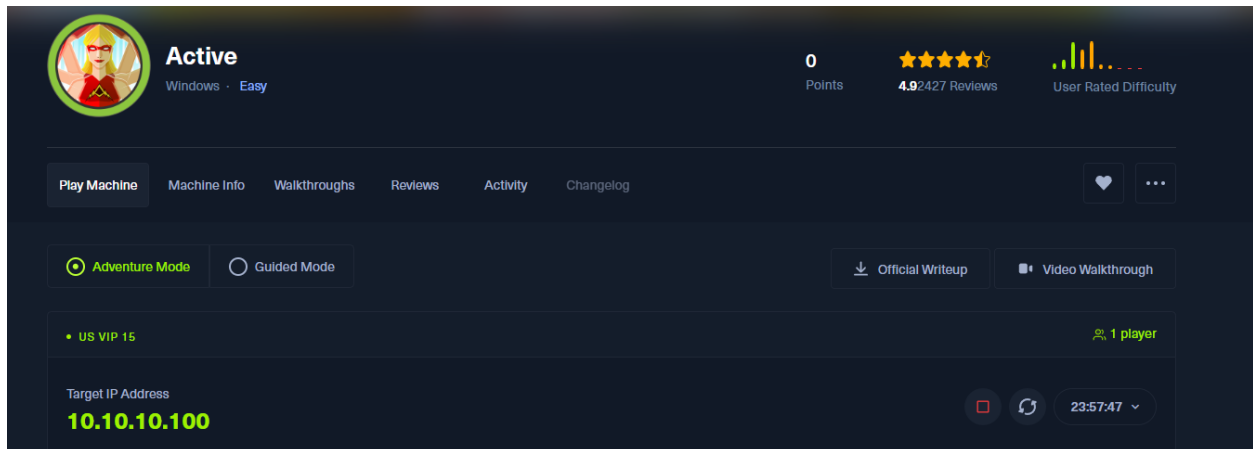 Active
Windows · Easy
0
Points
4.92427 Reviews
User Rated Difficulty
Play Machine Machine Info Walkthroughs Reviews Activity Changelog
Adventure Mode Guided Mode Official Writeup Video Walkthrough
• US VIP 15 1 player
Target IP Address
10.10.10.100 23:57:47